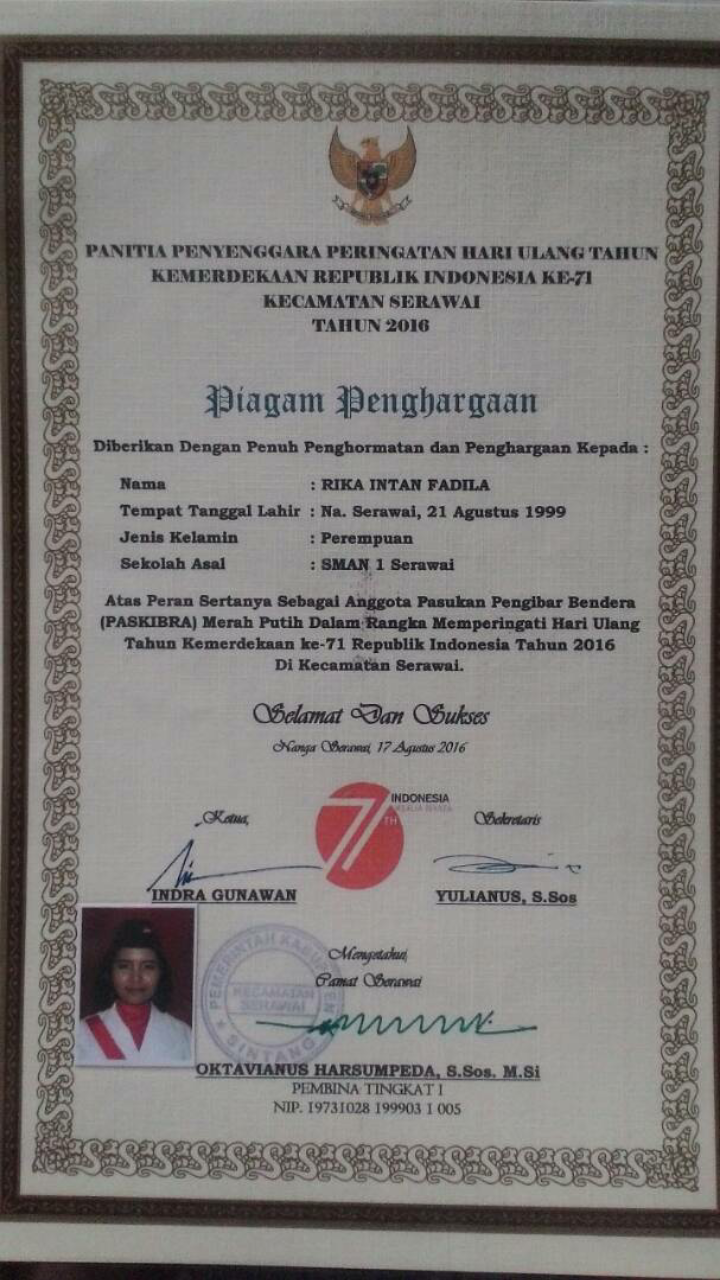 PANITIA PENYENGGARA PERINGATAN HARI ULANG TAHUN
KEMERDEKAAN REPUBLIK INDONESIA KE-71
KECAMATAN SERAWAI
TAHUN 2016
Piagam Penghargaan
Diberikan Dengan Penuh Penghormatan dan Penghargaan Kepada :
Nama : RIKA INTAN FADILA
Tempat Tanggal Lahir : Na. Serawai, 21 Agustus 1999
Jenis Kelamin : Perempuan
Sekolah Asal : SMAN 1 Serawai
Atas Peran Sertanya Sebagai Anggota Pasukan Pengibar Bendera
(PASKIBRA) Merah Putih Dalam Rangka Memperingati Hari Ulang
Tahun Kemerdekaan ke-71 Republik Indonesia Tahun 2016
Di Kecamatan Serawai.
Selamat Dan Sukses
Nanga Serawai, 17 Agustus 2016
Ketua,
71 TH
INDONESIA
Sekretaris
INDRA GUNAWAN
YULIANUS, S.Sos
PEMERINTAH KABUPATEN
KECAMATAN
SERAWAI
SINTANG
Mengetahui,
Camat Serawai
OKTAVIANUS HARSUMPEDA, S.Sos. M.Si
PEMBINA TINGKAT I
NIP. 19731028 199903 1 005